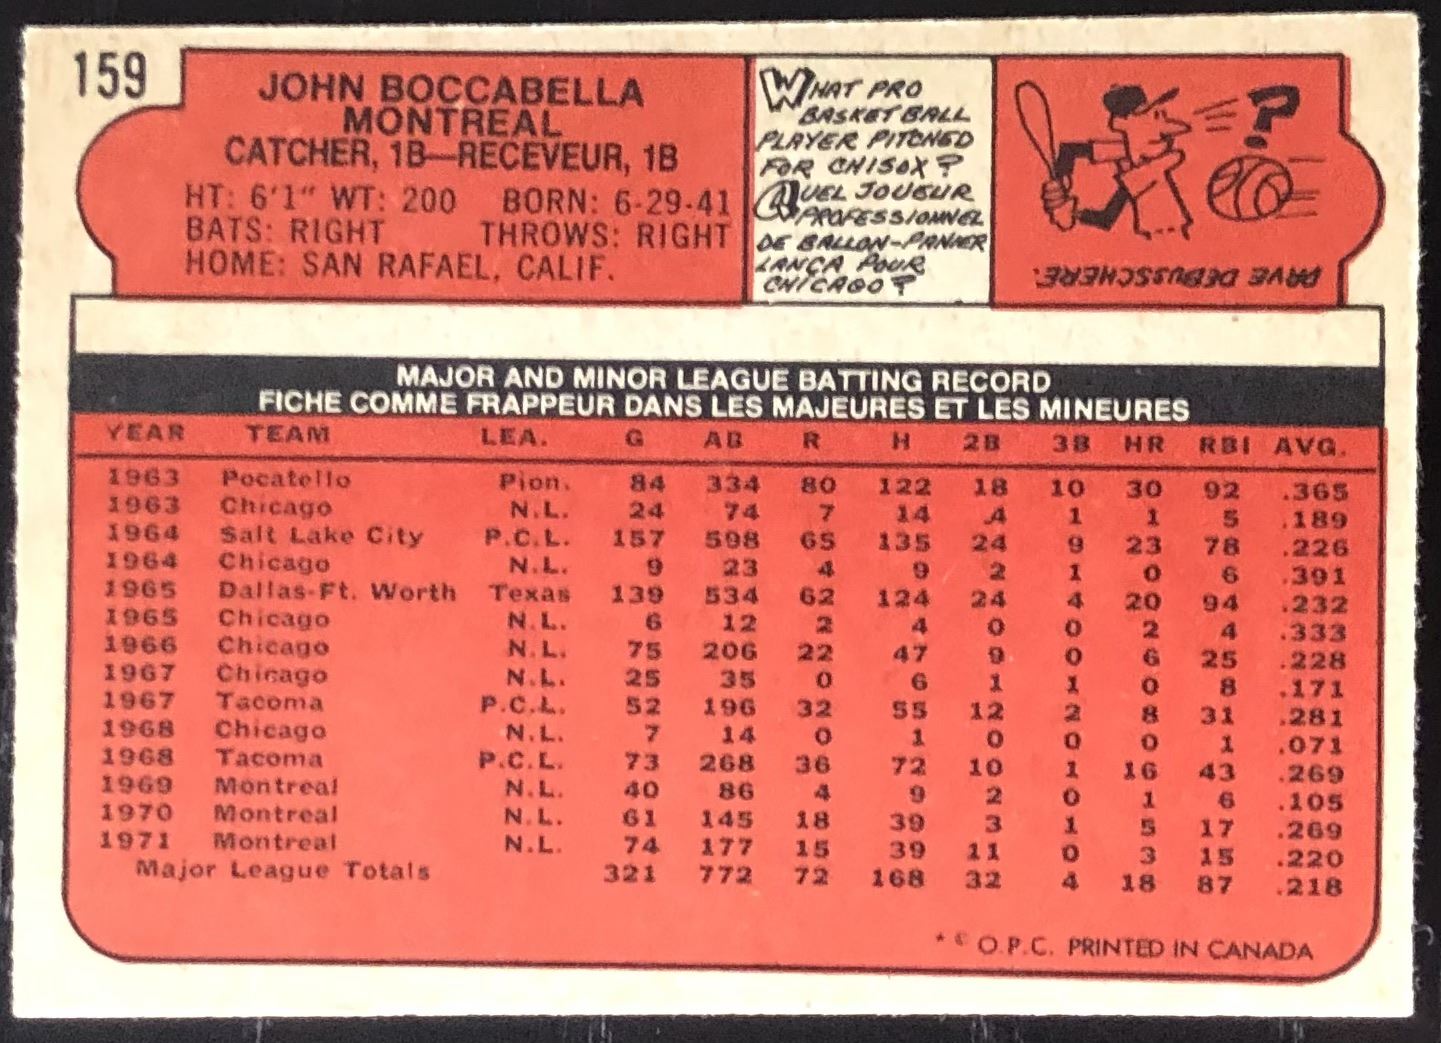 159
JOHN BOCCABELLA
MONTREAL
CATCHER, 1B—RECEVEUR, 1B
HT: 6'1" WT: 200 BORN: 6-29-41
BATS: RIGHT THROWS: RIGHT
HOME: SAN RAFAEL, CALIF.
WHAT PRO
BASKETBALL
PLAYER PITCHED
FOR CHISOX?
QUEL JOUEUR
PROFESSIONNEL
DE BALLON-PANIER
LANCA POUR
CHICAGO?
?
DAVE DEBUSSCHERE.
MAJOR AND MINOR LEAGUE BATTING RECORD
FICHE COMME FRAPPEUR DANS LES MAJEURES ET LES MINEURES
YEAR TEAM LEA. G AB R H 2B 3B HR RBI AVG.
1963 Pocatello Pion. 84 334 80 122 18 10 30 92 .365
1963 Chicago N.L. 24 74 7 14 4 1 1 5 .189
1964 Salt Lake City P.C.L. 157 598 65 135 24 9 23 78 .226
1964 Chicago N.L. 9 23 4 9 2 1 0 6 .391
1965 Dallas-Ft. Worth Texas 139 534 62 124 24 4 20 94 .232
1965 Chicago N.L. 6 12 2 4 0 0 2 4 .333
1966 Chicago N.L. 75 206 22 47 9 0 6 25 .228
1967 Chicago N.L. 25 35 0 6 1 1 0 8 .171
1967 Tacoma P.C.L. 52 196 32 55 12 2 8 31 .281
1968 Chicago N.L. 7 14 0 1 0 0 0 1 .071
1968 Tacoma P.C.L. 73 268 36 72 10 1 16 43 .269
1969 Montreal N.L. 40 86 4 9 2 0 1 6 .105
1970 Montreal N.L. 61 145 18 39 3 1 5 17 .269
1971 Montreal N.L. 74 177 15 39 11 0 3 15 .220
Major League Totals 321 772 72 168 32 4 18 87 .218
* © O.P.C. PRINTED IN CANADA